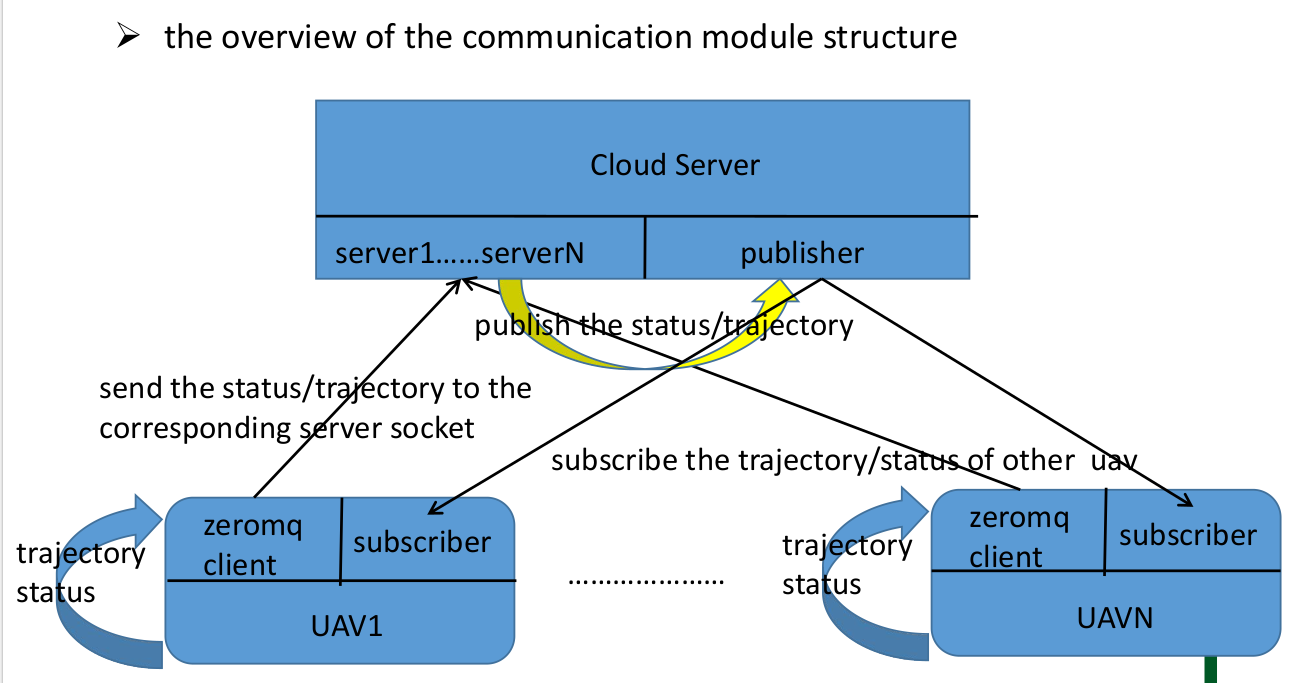 the overview of the communication module structure
Cloud Server
server1......serverN
publisher
publish the status/trajectory
send the status/trajectory to the
corresponding server socket
subscribe the trajectory/status of other uav
zeromq
client
subscriber
trajectory
status
UAV1
.....................
zeromq
client
subscriber
trajectory
status
UAVN